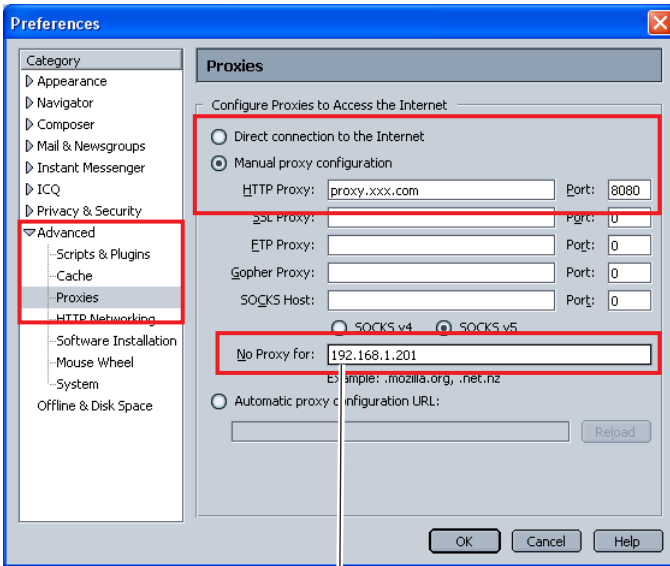 Preferences
Category
Appearance
Navigator
Composer
Mail & Newsgroups
Instant Messenger
ICQ
Privacy & Security
Advanced
Scripts & Plugins
Cache
Proxies
HTTP Networking
Software Installation
Mouse Wheel
System
Offline & Disk Space
Proxies
Configure Proxies to Access the Internet
Direct connection to the Internet
Manual proxy configuration
HTTP Proxy: proxy.xxx.com Port: 8080
SSL Proxy: Port: 0
FTP Proxy: Port: 0
Gopher Proxy: Port: 0
SOCKS Host: Port: 0
SOCKS v4 SOCKS v5
No Proxy for: 192.168.1.201
Example: .mozilla.org, .net.nz
Automatic proxy configuration URL:
Reload
OK Cancel Help